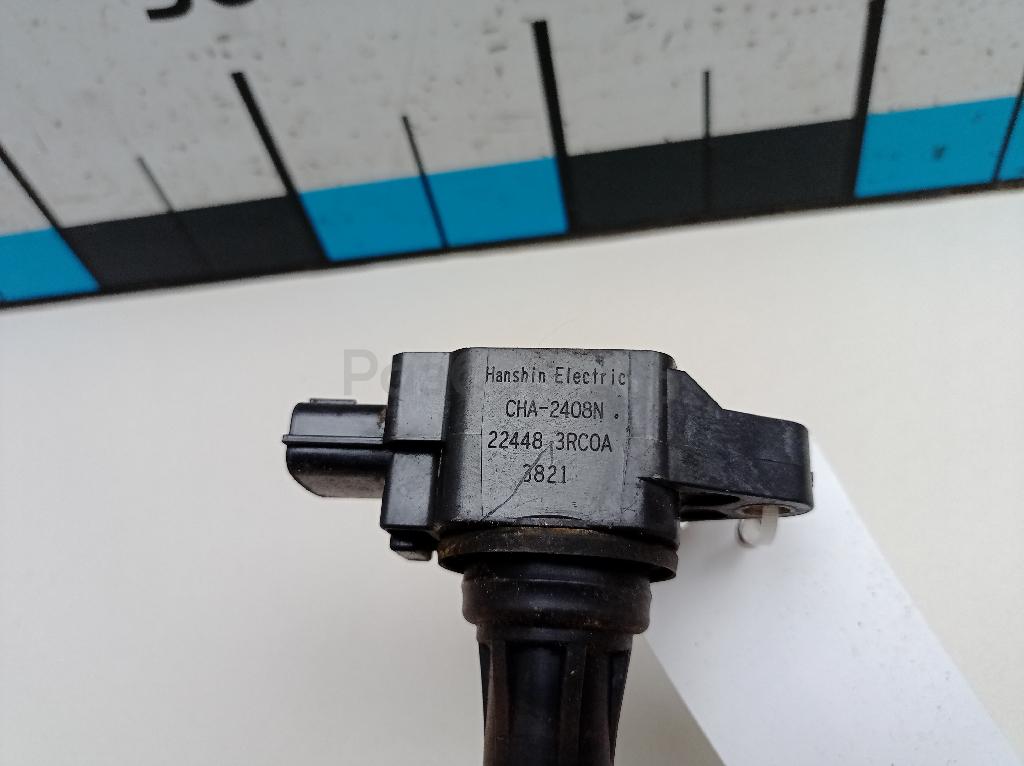 Hanshin Electric
CHA-2408N.
22448 3RC0A
3821